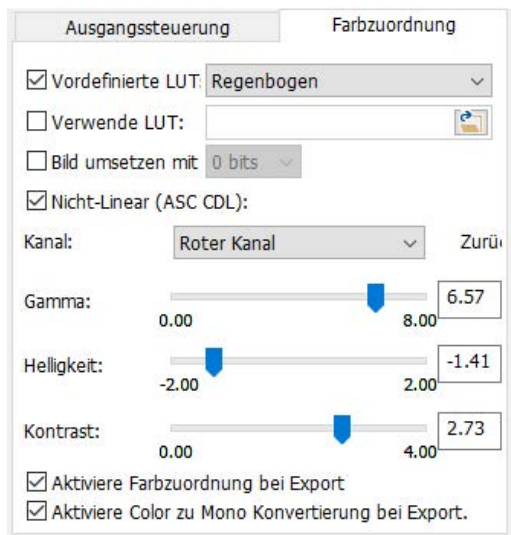 Ausgangssteuerung Farbzuordnung
Vordefinierte LUT: Regenbogen
Verwende LUT:
Bild umsetzen mit 0 bits
Nicht-Linear (ASC CDL):
Kanal: Roter Kanal Zurü
Gamma: 6.57
0.00 8.00
Helligkeit: -1.41
-2.00 2.00
Kontrast: 2.73
0.00 4.00
Aktiviere Farbzuordnung bei Export
Aktiviere Color zu Mono Konvertierung bei Export.